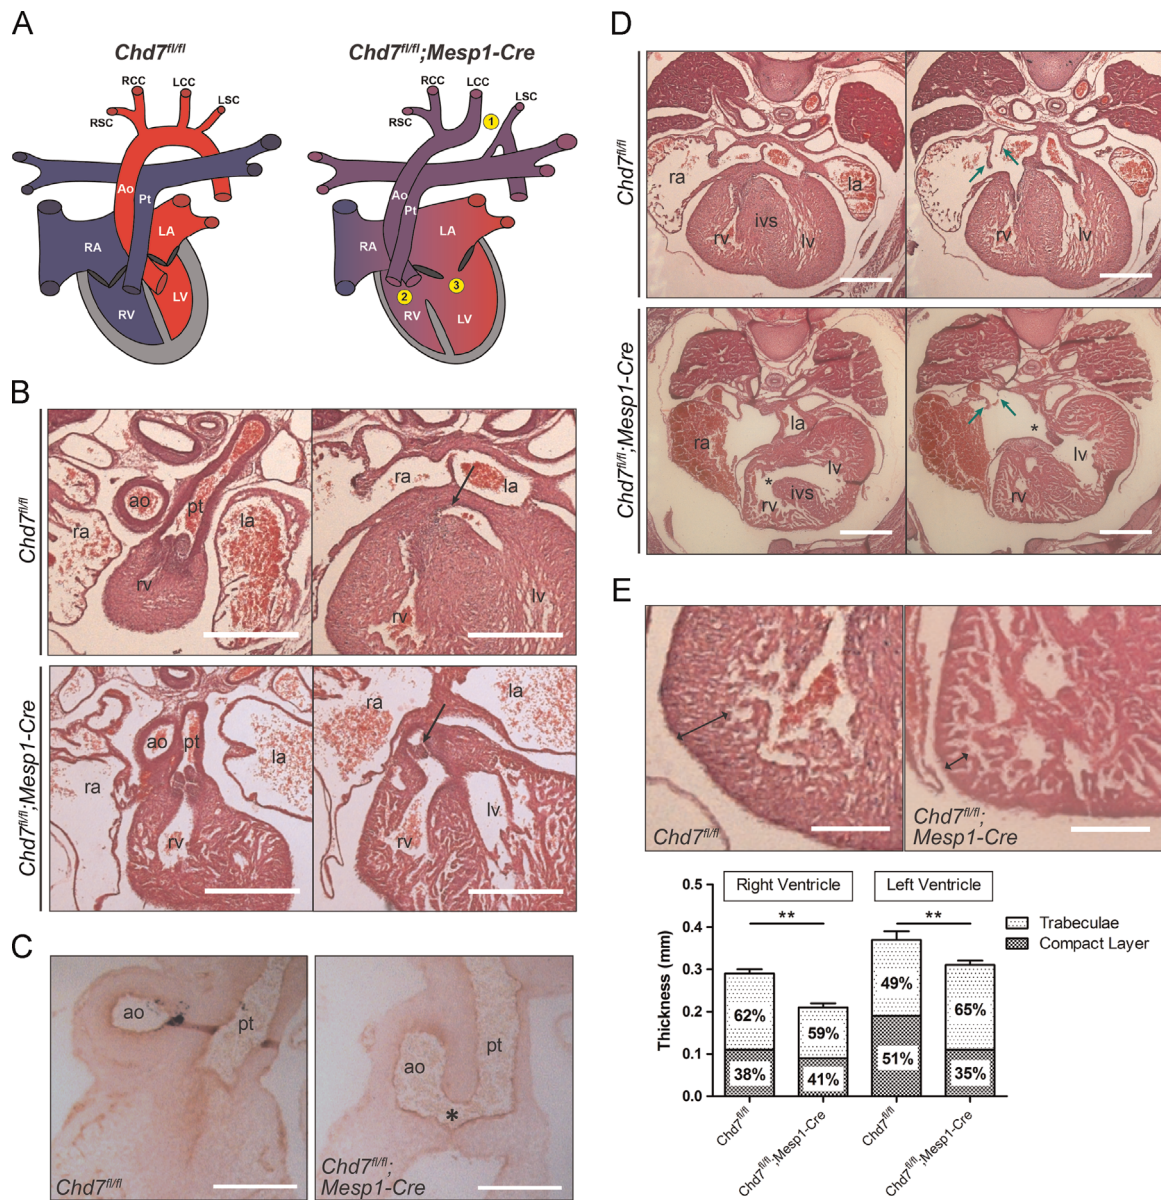 A
Chd7fl/fl
Chd7fl/fl;Mesp1-Cre
RCC
LCC
LSC
RSC
Ao
Pt
RA
LA
RV
LV
RCC
LCC
LSC
RSC
1
Ao
Pt
RA
LA
2
3
RV
LV
B
Chd7fl/fl
ra
ao
pt
la
rv
ra
la
rv
lv
Chd7fl/fl;Mesp1-Cre
ao
pt
ra
la
rv
ra
la
rv
lv
C
ao
pt
Chd7fl/fl
ao
pt
*
Chd7fl/fl;
Mesp1-Cre
D
Chd7fl/fl
ra
la
ivs
rv
lv
rv
lv
Chd7fl/fl;Mesp1-Cre
ra
la
lv
*
ivs
rv
*
lv
rv
E
Chd7fl/fl
Chd7fl/fl;
Mesp1-Cre
Right Ventricle
Left Ventricle
**
**
Trabeculae
Compact Layer
Thickness (mm)
0.5
0.4
0.3
0.2
0.1
0.0
62%
38%
59%
41%
49%
51%
65%
35%
Chd7fl/fl
Chd7fl/fl;Mesp1-Cre
Chd7fl/fl
Chd7fl/fl;Mesp1-Cre